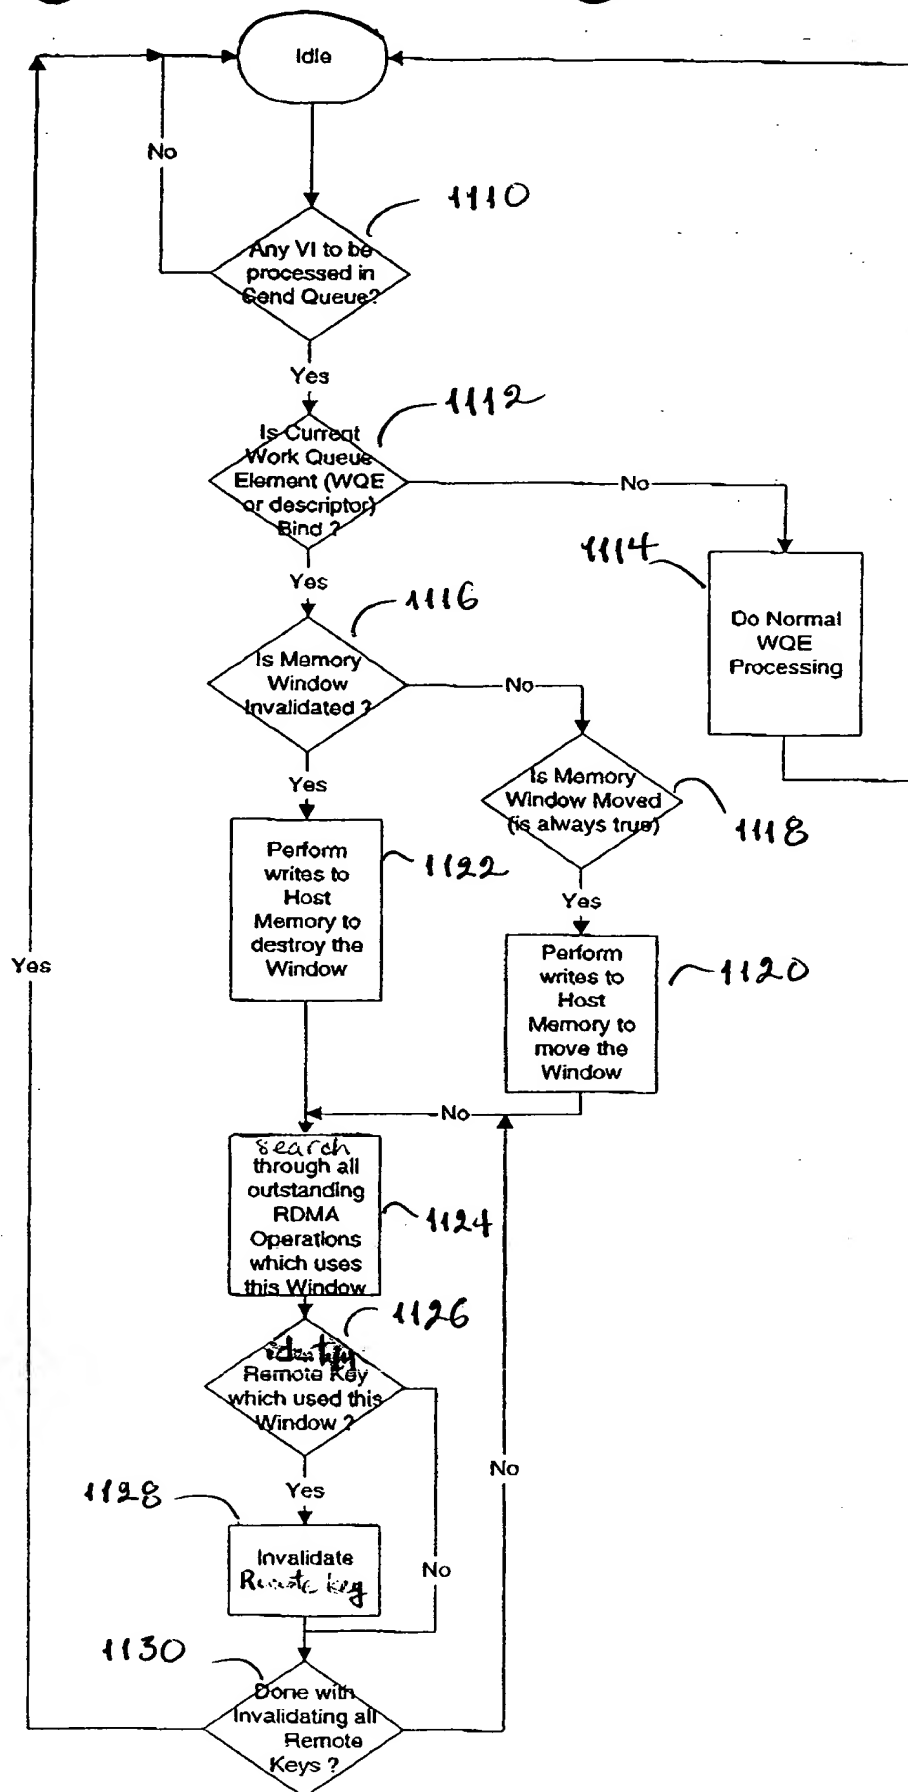 Idle
No
1110
Any VI to be
processed in
Send Queue?
Yes
1112
Is Current
Work Queue
Element (WQE
or descriptor)
Bind ?
No
1114
Do Normal
WQE
Processing
Yes
1116
Is Memory
Window
Invalidated ?
No
Is Memory
Window Moved
(is always true)
1118
Yes
Perform
writes to
Host
Memory to
destroy the
Window
1122
Yes
Perform
writes to
Host
Memory to
move the
Window
1120
Yes
No
search
through all
outstanding
RDMA
Operations
which uses
this Window
1124
1126
identify
Remote Key
which used this
Window ?
No
Yes
1128
Invalidate
Remote key
No
1130
Done with
Invalidating all
Remote
Keys ?